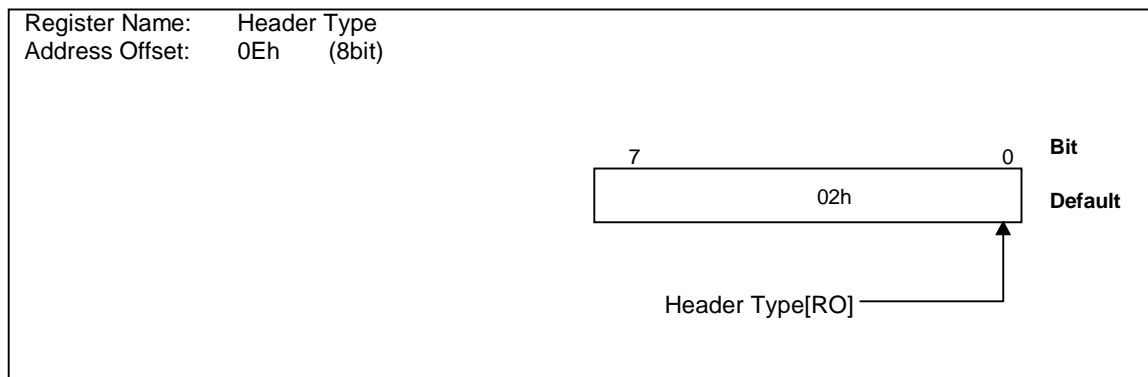 Register Name: Header Type
Address Offset: 0Eh (8bit)
7 0 Bit
02h Default
Header Type[RO]